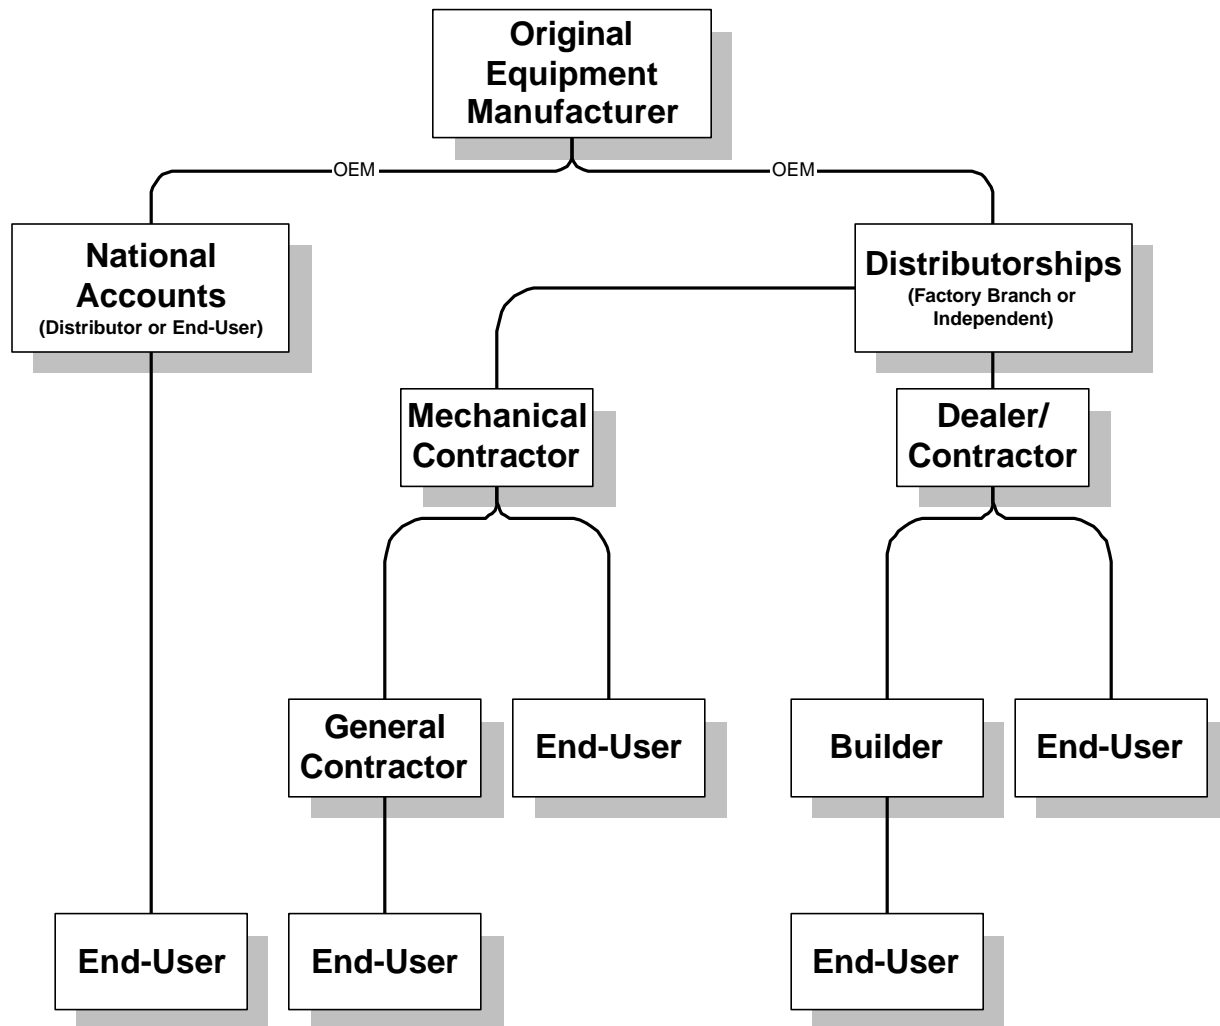 Original
Equipment
Manufacturer
OEM
OEM
National
Accounts
(Distributor or End-User)
Distributorships
(Factory Branch or
Independent)
Mechanical
Contractor
Dealer/
Contractor
General
Contractor
End-User
Builder
End-User
End-User
End-User
End-User